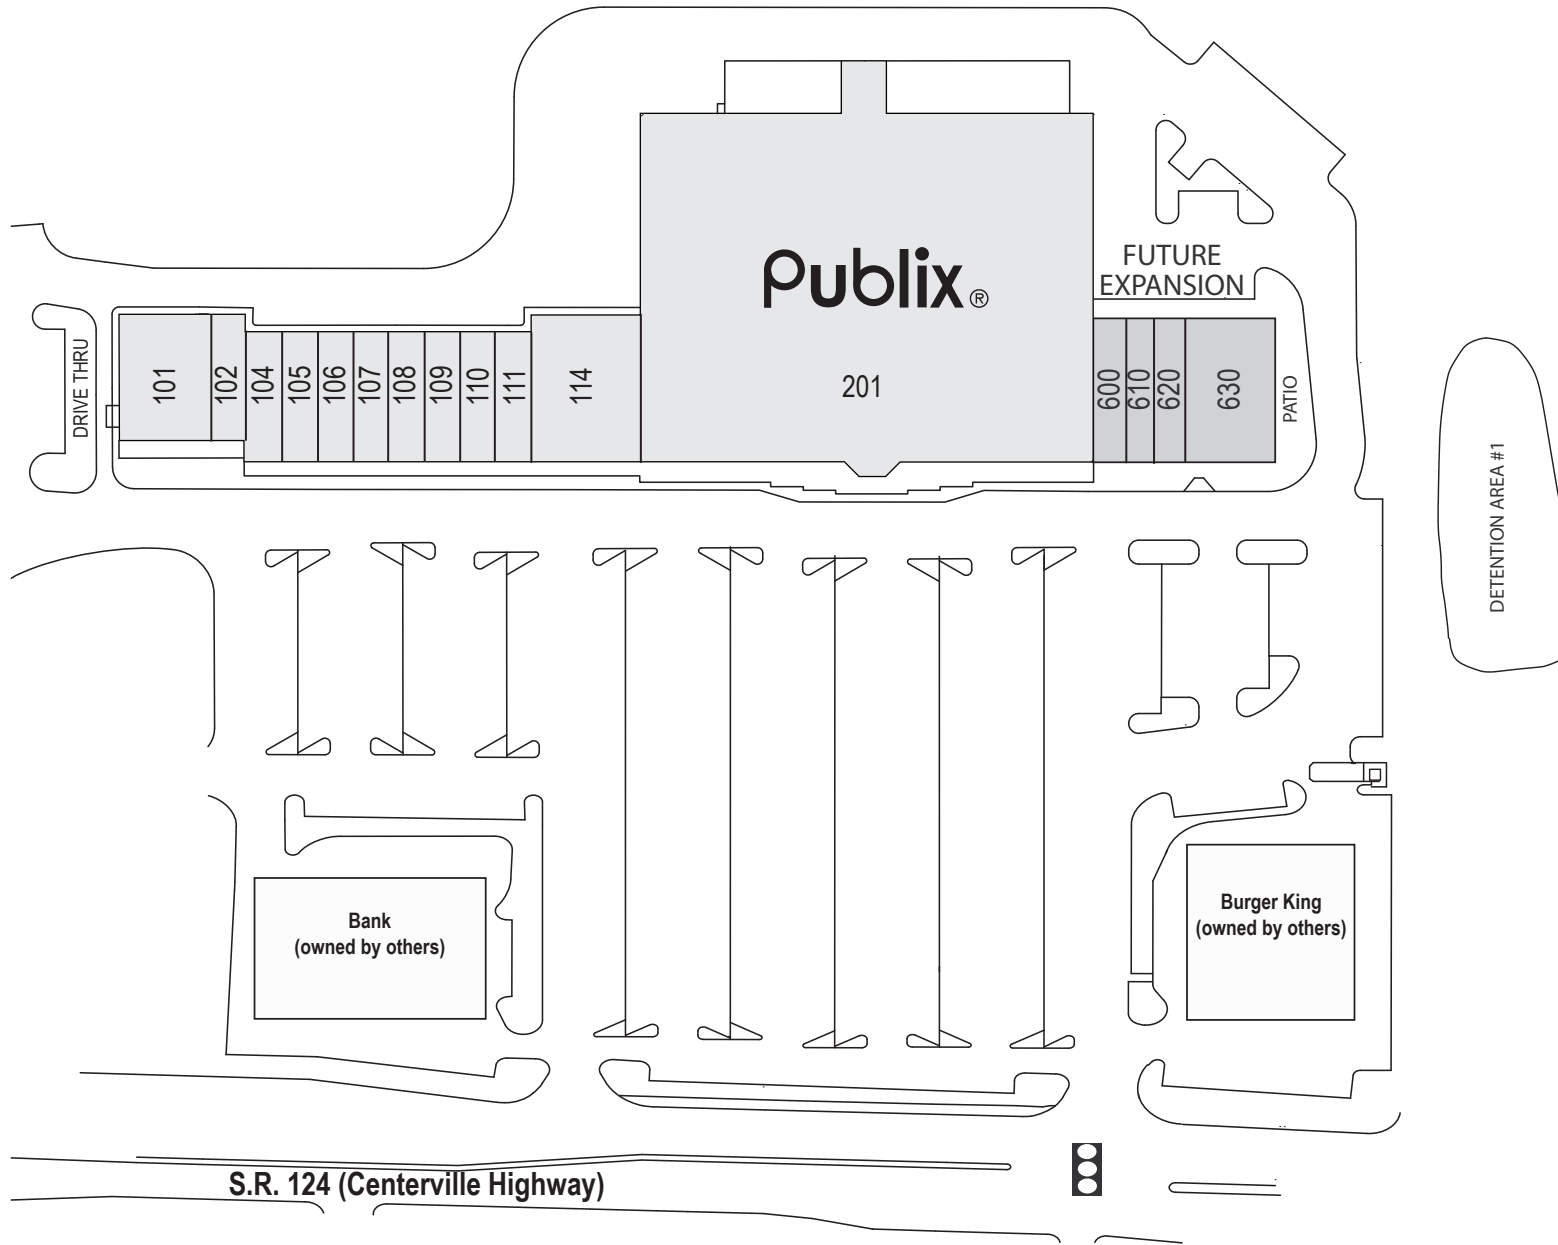 Publix®
FUTURE
EXPANSION
DRIVE THRU
101
102
104
105
106
107
108
109
110
111
114
201
600
610
620
630
PATIO
DETENTION AREA #1
Bank
(owned by others)
Burger King
(owned by others)
S.R. 124 (Centerville Highway)